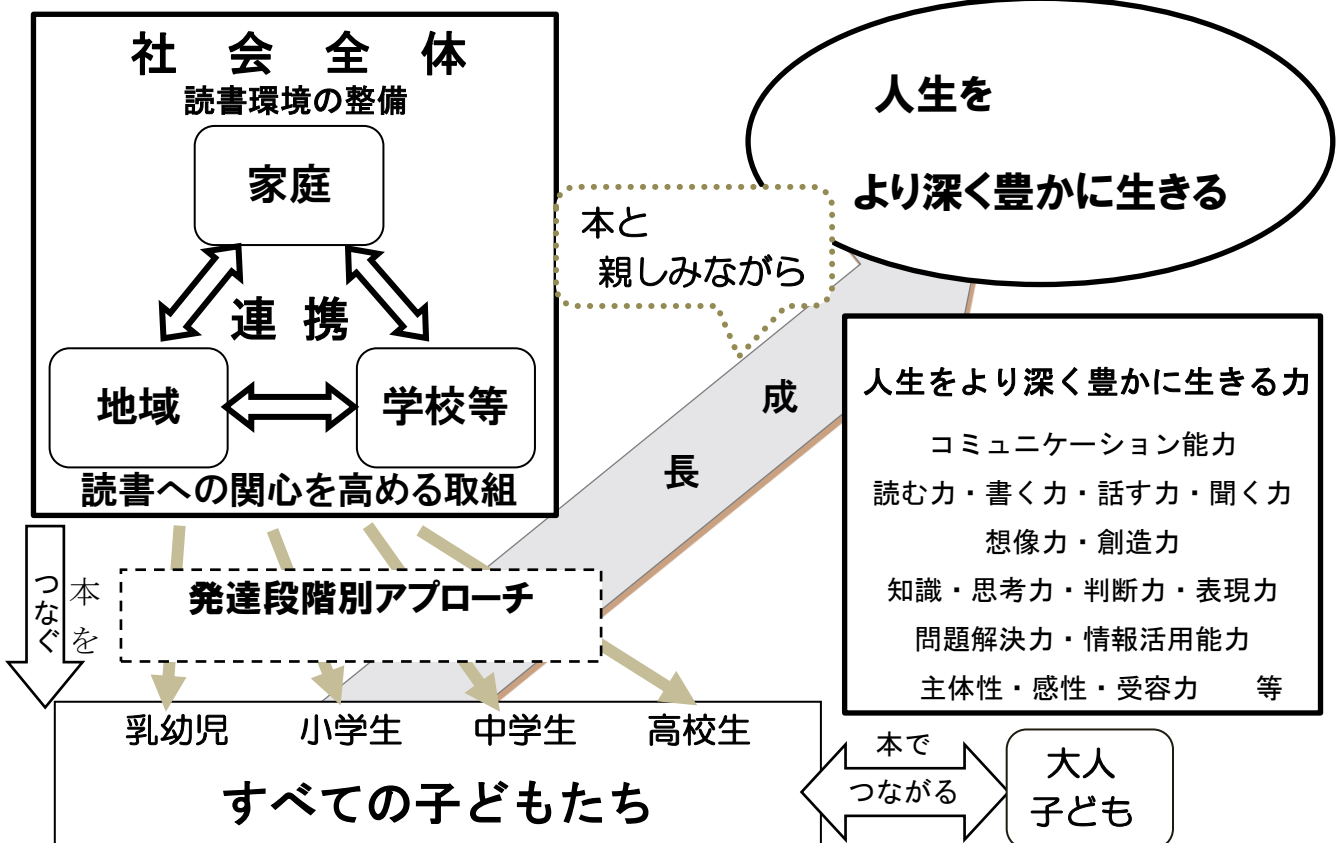 社会全体
読書環境の整備
家庭
連携
地域
学校等
読書への関心を高める取組
本を
つなぐ
発達段階別アプローチ
乳幼児
小学生
中学生
高校生
すべての子どもたち
本で
つながる
大人
子ども
成長
本と
親しみながら
人生を
より深く豊かに生きる
人生をより深く豊かに生きる力
コミュニケーション能力
読む力・書く力・話す力・聞く力
想像力・創造力
知識・思考力・判断力・表現力
問題解決力・情報活用能力
主体性・感性・受容力　等